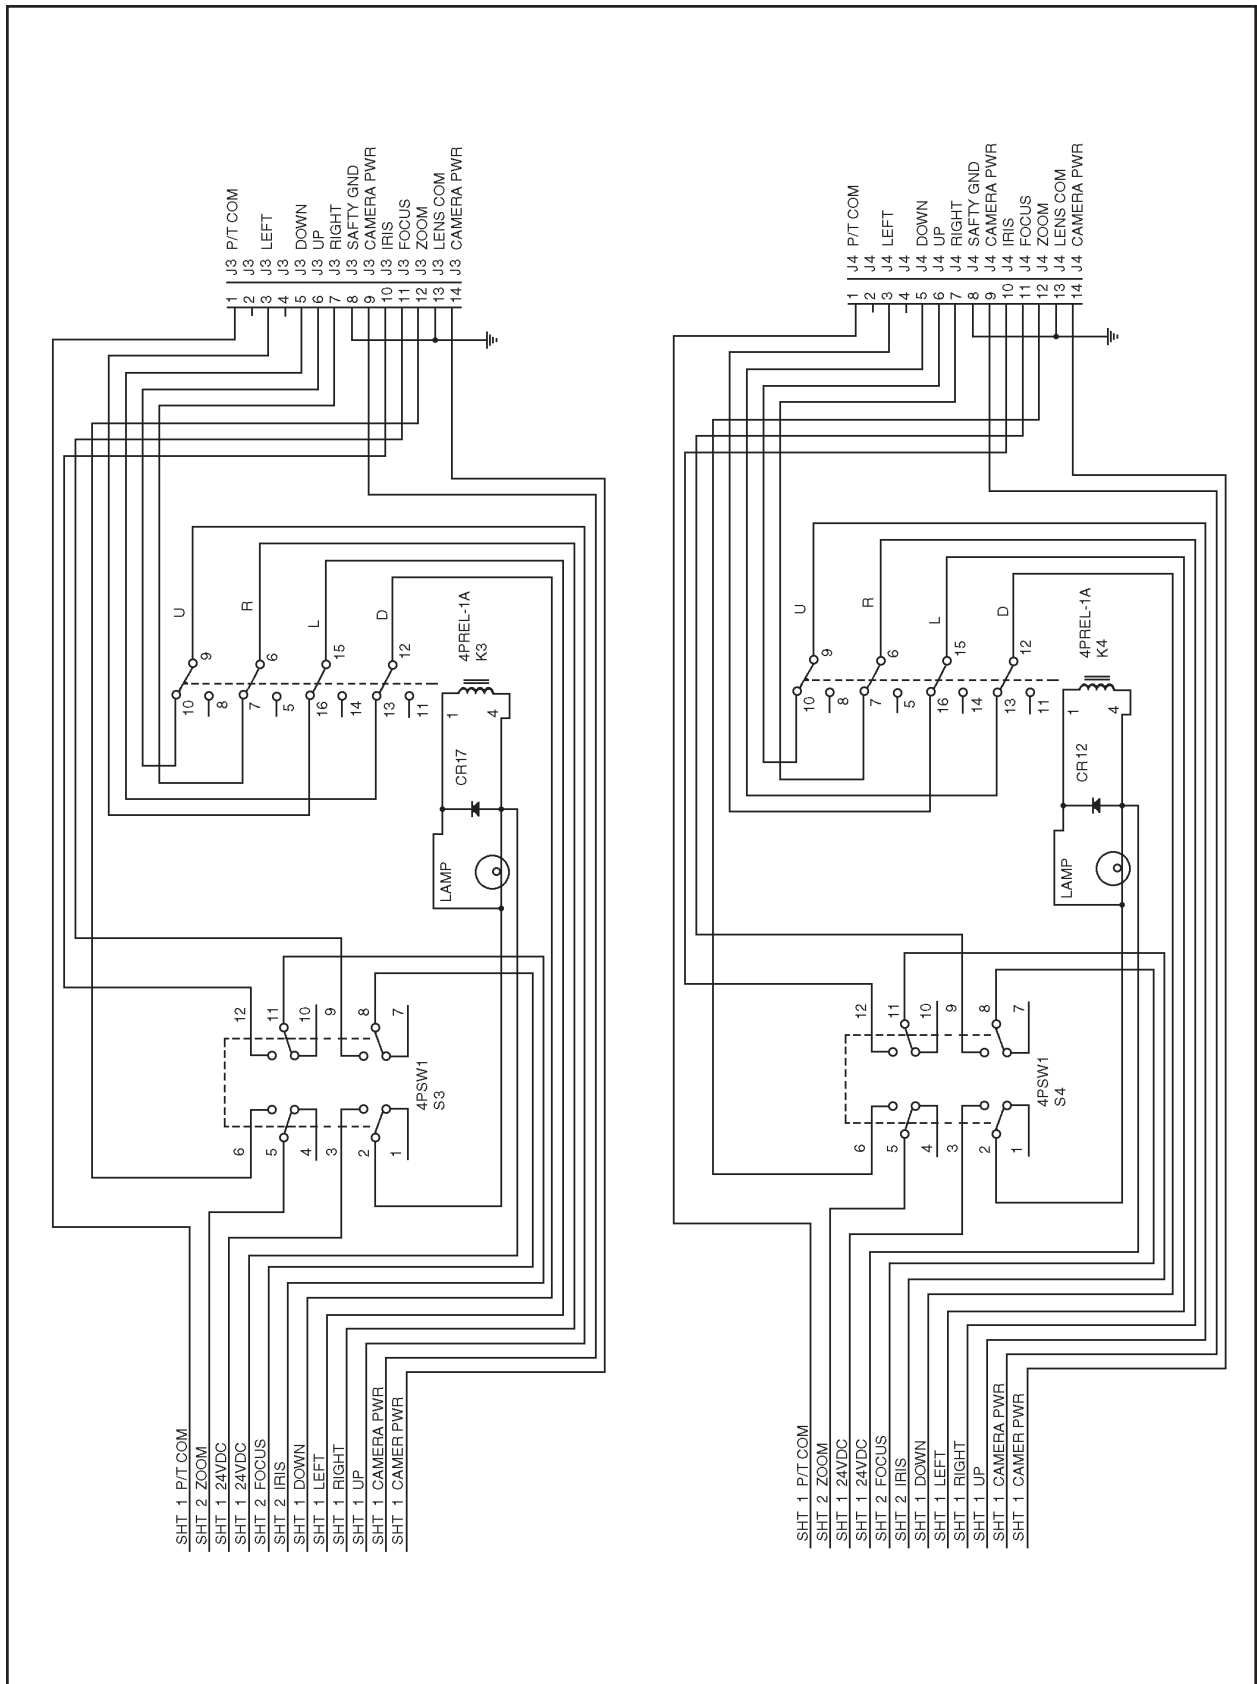 J3 P/T COM
J3
J3 LEFT
J3
J3 DOWN
J3 UP
J3 RIGHT
J3 SAFTY GND
J3 CAMERA PWR
J3 IRIS
J3 FOCUS
J3 ZOOM
J3 LENS COM
J3 CAMERA PWR
1
2
3
4
5
6
7
8
9
10
11
12
13
14
U
R
L
D
9
6
15
12
4PREL-1A
K3
10
8
7
5
16
14
13
11
1
4
CR17
LAMP
12
11
10
9
8
7
6
5
4
3
2
1
4PSW1
S3
SHT 1 P/T COM
SHT 2 ZOOM
SHT 1 24VDC
SHT 1 24VDC
SHT 2 FOCUS
SHT 2 IRIS
SHT 1 DOWN
SHT 1 LEFT
SHT 1 RIGHT
SHT 1 UP
SHT 1 CAMERA PWR
SHT 1 CAMER PWR
J4 P/T COM
J4
J4 LEFT
J4
J4 DOWN
J4 UP
J4 RIGHT
J4 SAFTY GND
J4 CAMERA PWR
J4 IRIS
J4 FOCUS
J4 ZOOM
J4 LENS COM
J4 CAMERA PWR
1
2
3
4
5
6
7
8
9
10
11
12
13
14
U
R
L
D
9
6
15
12
4PREL-1A
K4
10
8
7
5
16
14
13
11
1
4
CR12
LAMP
12
11
10
9
8
7
6
5
4
3
2
1
4PSW1
S4
SHT 1 P/T COM
SHT 2 ZOOM
SHT 1 24VDC
SHT 1 24VDC
SHT 2 FOCUS
SHT 2 IRIS
SHT 1 DOWN
SHT 1 LEFT
SHT 1 RIGHT
SHT 1 UP
SHT 1 CAMERA PWR
SHT 1 CAMER PWR